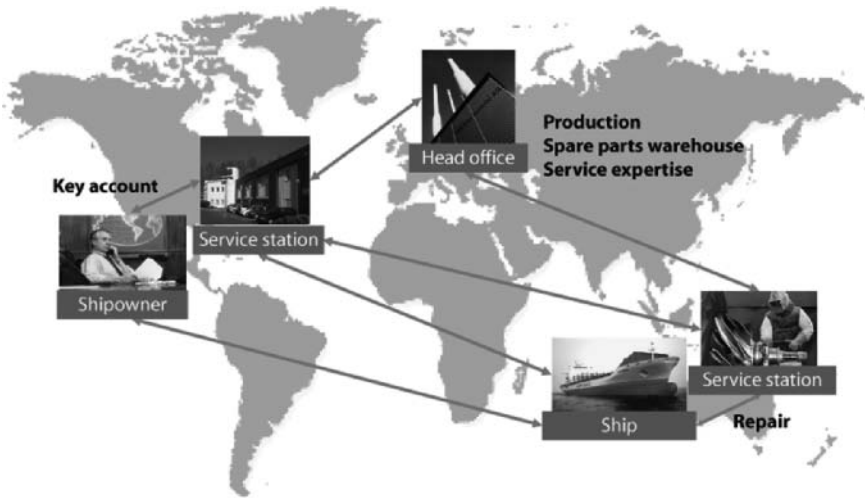 Production
Spare parts warehouse
Service expertise
Head office
Key account
Service station
Shipowner
Service station
Ship
Repair